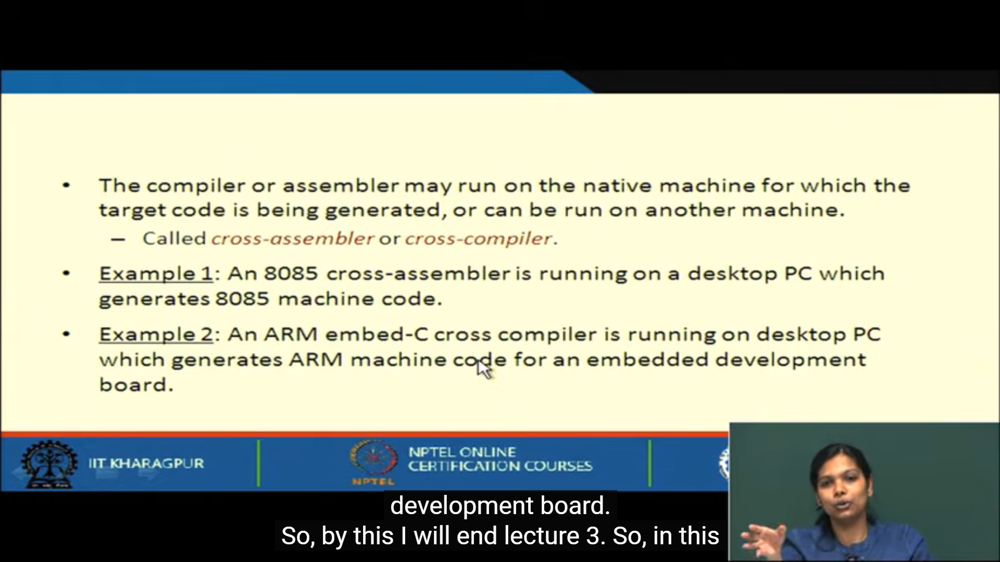 • The compiler or assembler may run on the native machine for which the
target code is being generated, or can be run on another machine.
– Called cross-assembler or cross-compiler.
• Example 1: An 8085 cross-assembler is running on a desktop PC which
generates 8085 machine code.
• Example 2: An ARM embed-C cross compiler is running on desktop PC
which generates ARM machine code for an embedded development
board.
IIT KHARAGPUR
NPTEL
NPTEL ONLINE
CERTIFICATION COURSES
development board.
So, by this I will end lecture 3. So, in this